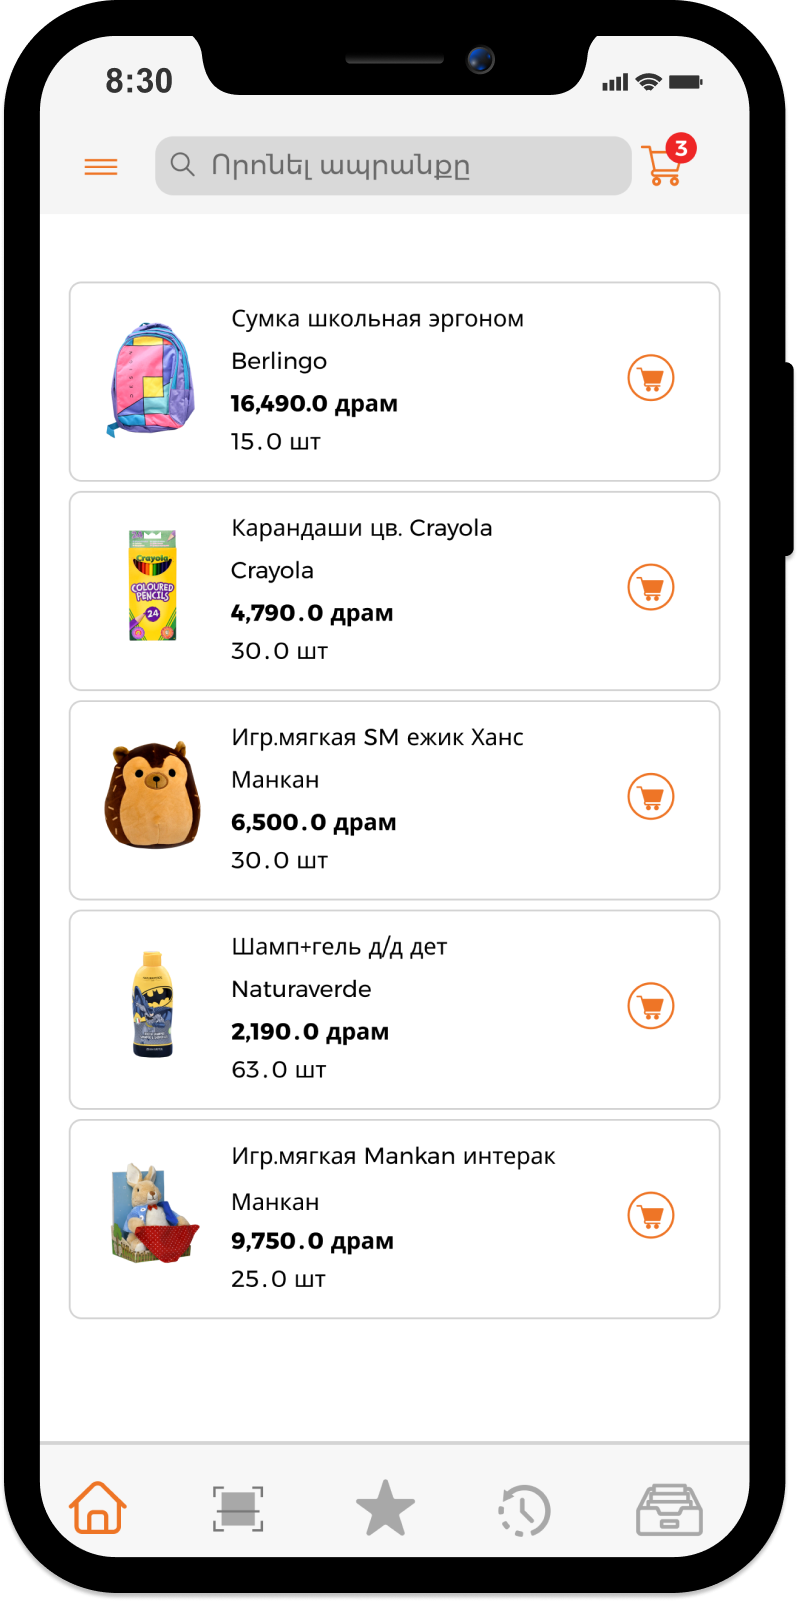 8:30
Որոնել ապրանքը
3
Сумка школьная эргоном
Berlingo
16,490.0 драм
15.0 шт
Карандаши цв. Crayola
Crayola
4,790.0 драм
30.0 шт
Crayola
COLOURED
PENCILS
24
Игр.мягкая SM ежик Ханс
Манкан
6,500.0 драм
30.0 шт
Шамп+гель д/д дет
Naturaverde
2,190.0 драм
63.0 шт
Игр.мягкая Mankan интерак
Манкан
9,750.0 драм
25.0 шт